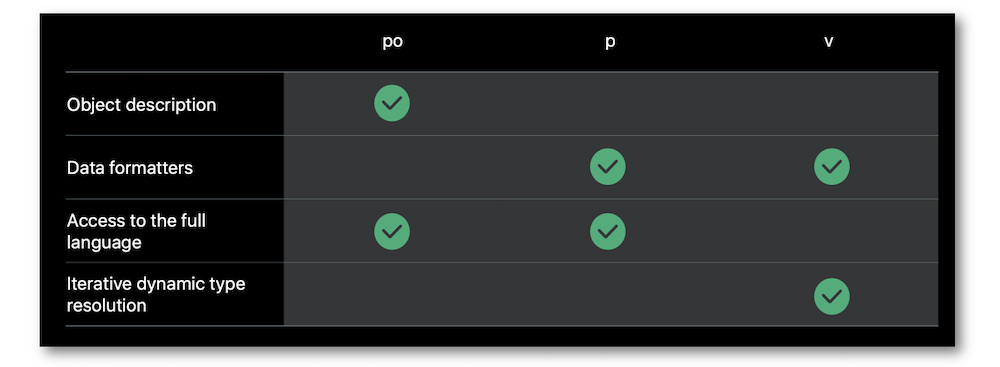 po p v
Object description
Data formatters
Access to the full
language
Iterative dynamic type
resolution